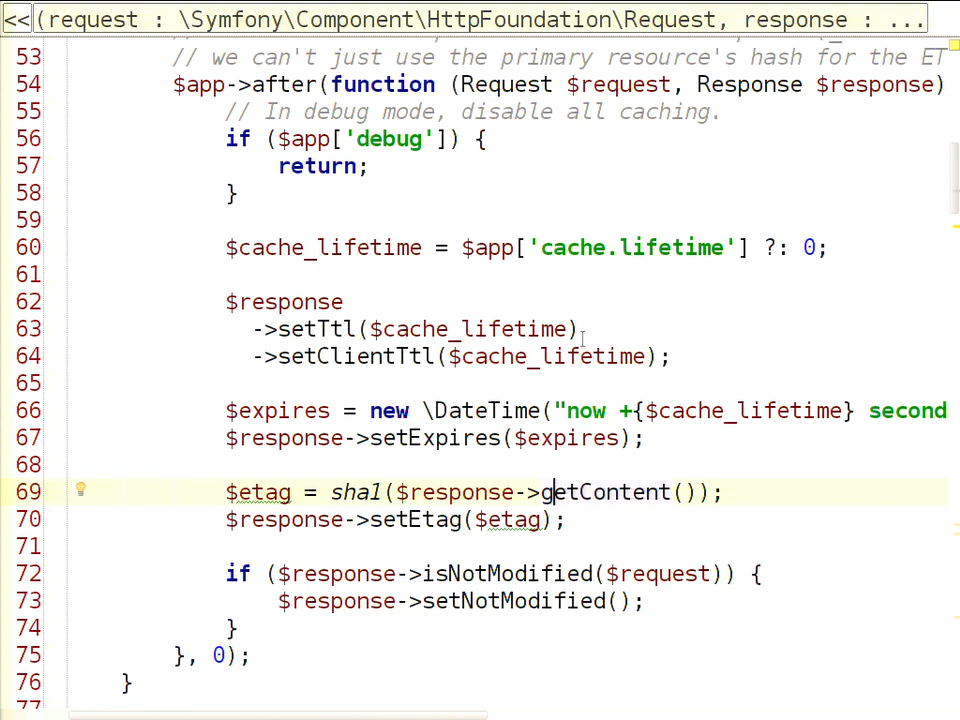 <<(request : \Symfony\Component\HttpFoundation\Request, response : ...
53 // we can't just use the primary resource's hash for the ET
54 $app->after(function (Request $request, Response $response)
55 // In debug mode, disable all caching.
56 if ($app['debug']) {
57 return;
58 }
59
60 $cache_lifetime = $app['cache.lifetime'] ?: 0;
61
62 $response
63 ->setTtl($cache_lifetime)
64 ->setClientTtl($cache_lifetime);
65
66 $expires = new \DateTime("now +{$cache_lifetime} second
67 $response->setExpires($expires);
68
69 $etag = sha1($response->getContent());
70 $response->setEtag($etag);
71
72 if ($response->isNotModified($request)) {
73 $response->setNotModified();
74 }
75 }, 0);
76 }
77